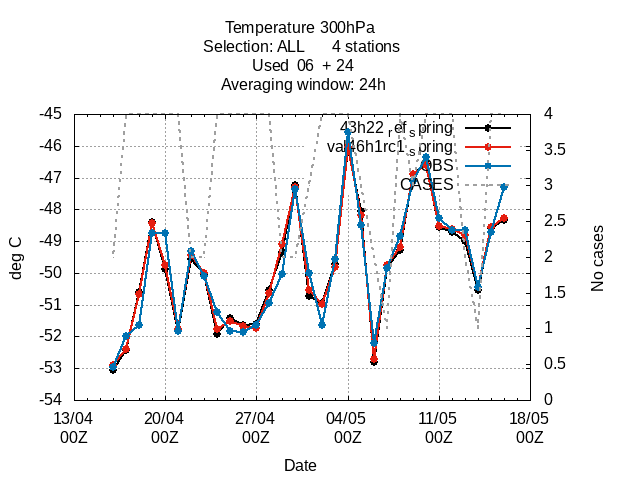 Temperature 300hPa
Selection: ALL 4 stations
Used 06 + 24
Averaging window: 24h
-45
-46
-47
-48
-49
-50
-51
-52
-53
-54
deg C
4
3.5
3
2.5
2
1.5
1
0.5
0
No cases
43h22_ref_spring
val46h1rc1_spring
OBS
CASES
13/04 20/04 27/04 04/05 11/05 18/05
00Z 00Z 00Z 00Z 00Z 00Z
Date